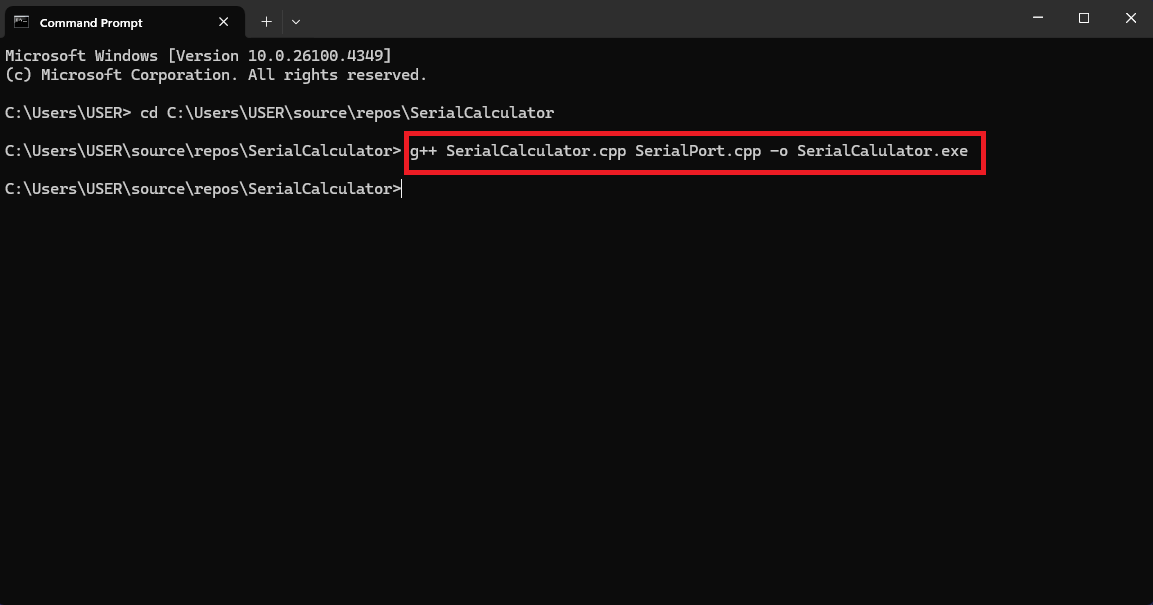 Command Prompt
Microsoft Windows [Version 10.0.26100.4349]
(c) Microsoft Corporation. All rights reserved.
C:\Users\USER> cd C:\Users\USER\source\repos\SerialCalculator
C:\Users\USER\source\repos\SerialCalculator> g++ SerialCalculator.cpp SerialPort.cpp -o SerialCalulator.exe
C:\Users\USER\source\repos\SerialCalculator>